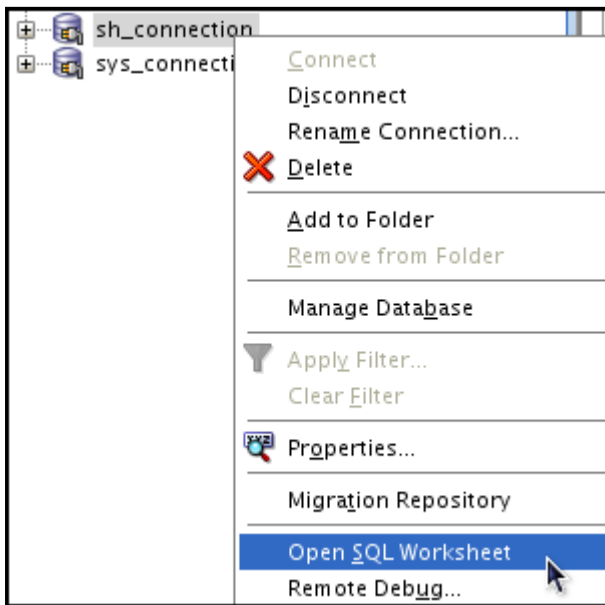 sh_connection
sys_connecti
Connect
Disconnect
Rename Connection...
Delete
Add to Folder
Remove from Folder
Manage Database
Apply Filter...
Clear Filter
XYZ
Properties...
Migration Repository
Open SQL Worksheet
Remote Debug...